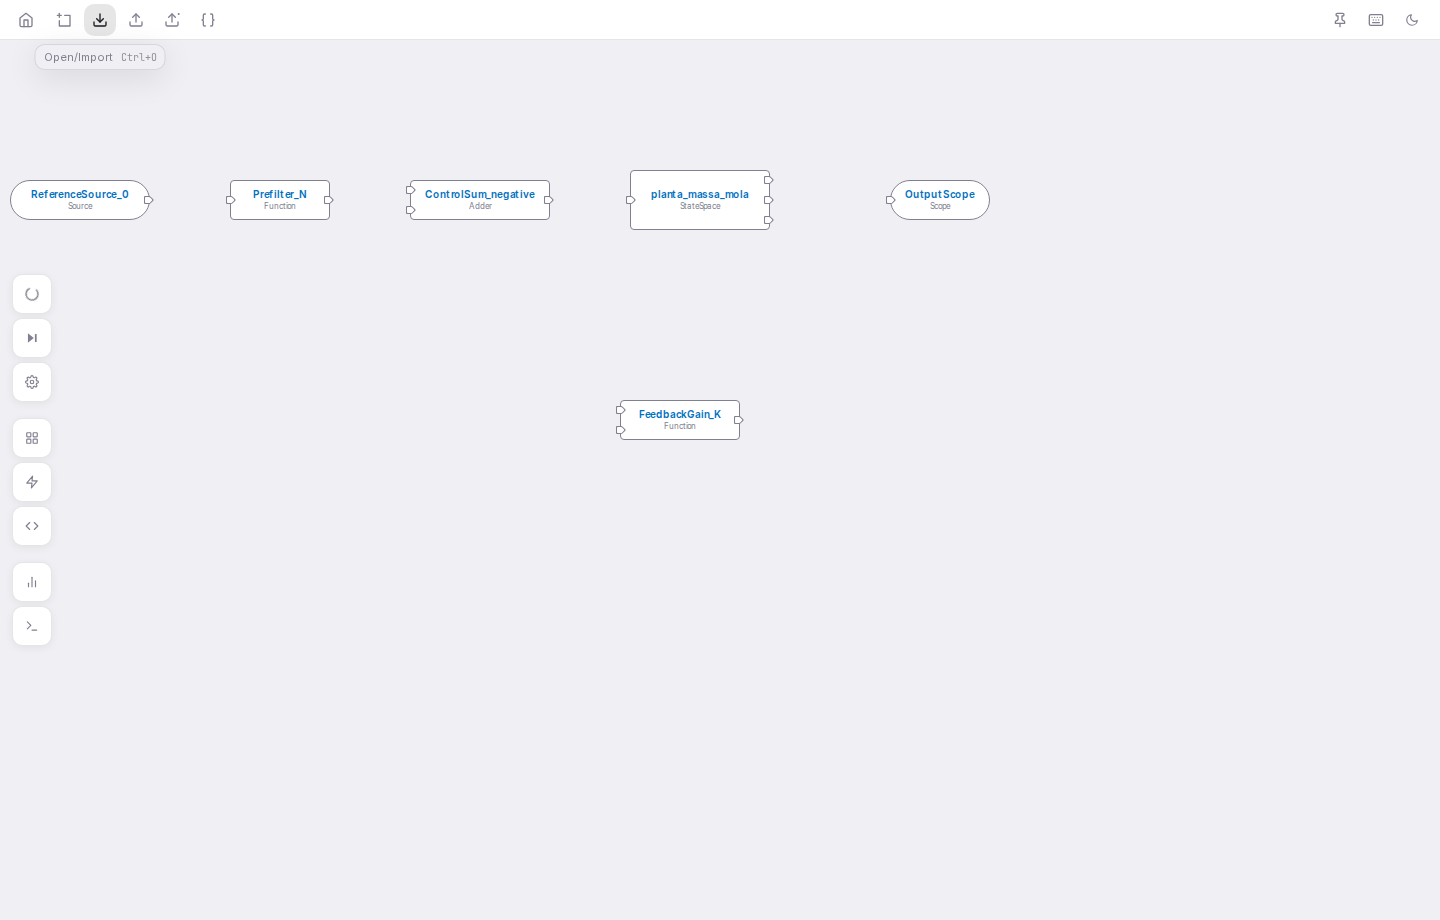 Open/Import Ctrl+O
ReferenceSource_0
Source
Prefilter_N
Function
ControlSum_negative
Adder
planta_massa_mola
StateSpace
OutputScope
Scope
FeedbackGain_K
Function